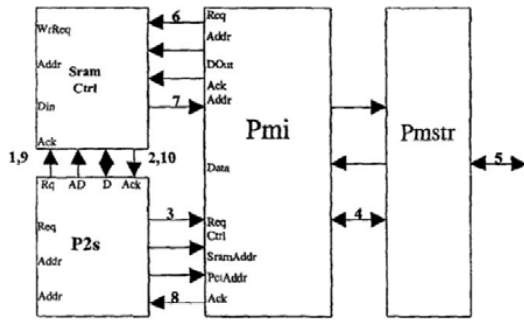 6
Req
WrReq
Addr
Addr
Sram
Ctrl
DOut
Ack
Din
7
Addr
Pmi
Pmstr
Ack
1,9
2,10
Data
5
Rq
AD
D
Ack
3
Req
4
Req
P2s
Ctrl
Addr
SramAddr
PciAddr
Addr
8
Ack